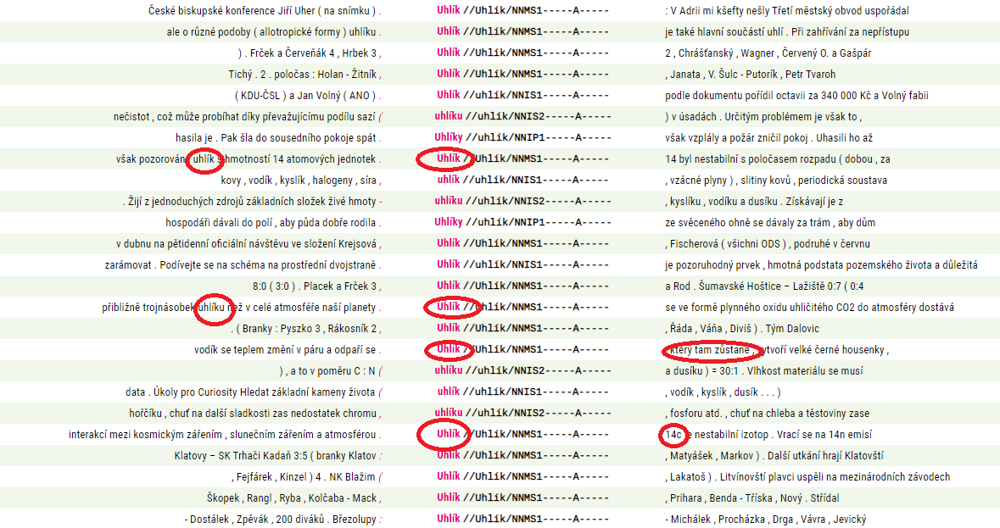 České biskupské konference Jiří Uher ( na snímku ) . Uhlík //Uhlík/NNMS1-----A----- : V Adrii mi kšefty nešly Třetí městský obvod uspořádal
ale o různé podoby ( allotropické formy ) uhlíku . Uhlík //Uhlík/NNMS1-----A----- je také hlavní součástí uhlí . Při zahřívání za nepřístupu
) . Frček a Červeňák 4 , Hrbek 3 , Uhlík //Uhlík/NNMS1-----A----- 2 , Chrášťanský , Wagner , Červený O. a Gašpár
Tichý . 2 . poločas : Holan - Žitník , Uhlík //Uhlík/NNMS1-----A----- , Janata , V. Šulc - Putorík , Petr Tvaroh
( KDU-ČSL ) a Jan Volný ( ANO ) . Uhlík //uhlík/NNIS1-----A----- podle dokumentu pořídil octavii za 340 000 Kč a Volný fabii
nečistot , což může probíhat díky převažujícímu podílu sazí ( uhlíku //uhlík/NNIS2-----A----- ) v úsadách . Určitým problémem je však to ,
hasila je . Pak šla do sousedního pokoje spát . Uhlíky //uhlík/NNIP1-----A----- však vzplály a požár zničil pokoj . Uhasili ho až
však pozorován uhlík s hmotností 14 atomových jednotek . Uhlík //Uhlík/NNMS1-----A----- 14 byl nestabilní s poločasem rozpadu ( dobou , za
kovy , vodík , kyslík , halogeny , síra , uhlík //uhlík/NNIS1-----A----- , vzácné plyny ) , slitiny kovů , periodická soustava
. Žijí z jednoduchých zdrojů základních složek živé hmoty - uhlíku //uhlík/NNIS2-----A----- , kyslíku , vodíku a dusíku . Získávají je z
hospodáři dávali do polí , aby půda dobře rodila . Uhlíky //uhlík/NNIP1-----A----- ze svěceného ohně se dávaly za trám , aby dům
v dubnu na pětidenní oficiální návštěvu ve složení Krejsová , Uhlík //Uhlík/NNMS1-----A----- , Fischerová ( všichni ODS ) , podruhé v červnu
zarámovat . Podívejte se na schéma na prostřední dvojstraně . Uhlík //Uhlík/NNMS1-----A----- je pozoruhodný prvek , hmotná podstata pozemského života a důležitá
8:0 ( 3:0 ) . Placek a Frček 3 , Uhlík //Uhlík/NNMS1-----A----- a Rod . Šumavské Hoštice – Lažiště 0:7 ( 0:4
přibližně trojnásobek uhlíku než v celé atmosféře naší planety . Uhlík //Uhlík/NNMS1-----A----- se ve formě plynného oxidu uhličitého CO2 do atmosféry dostává
. ( Branky : Pyszko 3 , Rákosník 2 , Uhlík //Uhlík/NNMS1-----A----- , Řáda , Váňa , Diviš ) . Tým Dalovic
vodík se teplem změní v páru a odpaří se . Uhlík //Uhlík/NNMS1-----A----- , který tam zůstane , vytvoří velké černé housenky ,
) , a to v poměru C : N ( uhlíku //uhlík/NNIS2-----A----- a dusíku ) = 30:1 . Vlhkost materiálu se musí
data . Úkoly pro Curiosity Hledat základní kameny života ( uhlík //uhlík/NNIS1-----A----- , vodík , kyslík , dusík . . . )
hořčíku , chuť na další sladkosti zas nedostatek chromu , uhlíku //uhlík/NNIS2-----A----- , fosforu atd. , chuť na chleba a těstoviny zase
interakcí mezi kosmickým zářením , slunečním zářením a atmosférou . Uhlík //Uhlík/NNMS1-----A----- 14c je nestabilní izotop . Vrací se na 14n emisí
Klatovy – SK Trhači Kadaň 3:5 ( branky Klatov : Uhlík //Uhlík/NNMS1-----A----- , Matyášek , Markov ) . Další utkání hrají Klatovští
, Fejfárek , Kinzel ) 4 . NK Blažim ( Uhlík //Uhlík/NNMS1-----A----- , Lakatoš ) . Litvínovští plavci uspěli na mezinárodních závodech
Škopek , Rangl , Ryba , Kolčaba - Mack , Uhlík //Uhlík/NNMS1-----A----- , Prihara , Benda - Tříska , Nový . Střídal
- Dostálek , Zpěvák , 200 diváků . Březolupy : Uhlík //Uhlík/NNMS1-----A----- - Michálek , Procházka , Drga , Vávra , Jevický